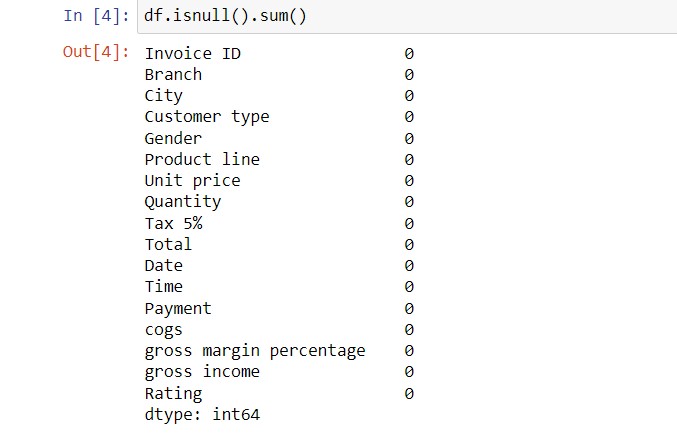 In [4]: df.isnull().sum()
Out[4]: Invoice ID 0
Branch 0
City 0
Customer type 0
Gender 0
Product line 0
Unit price 0
Quantity 0
Tax 5% 0
Total 0
Date 0
Time 0
Payment 0
cogs 0
gross margin percentage 0
gross income 0
Rating 0
dtype: int64